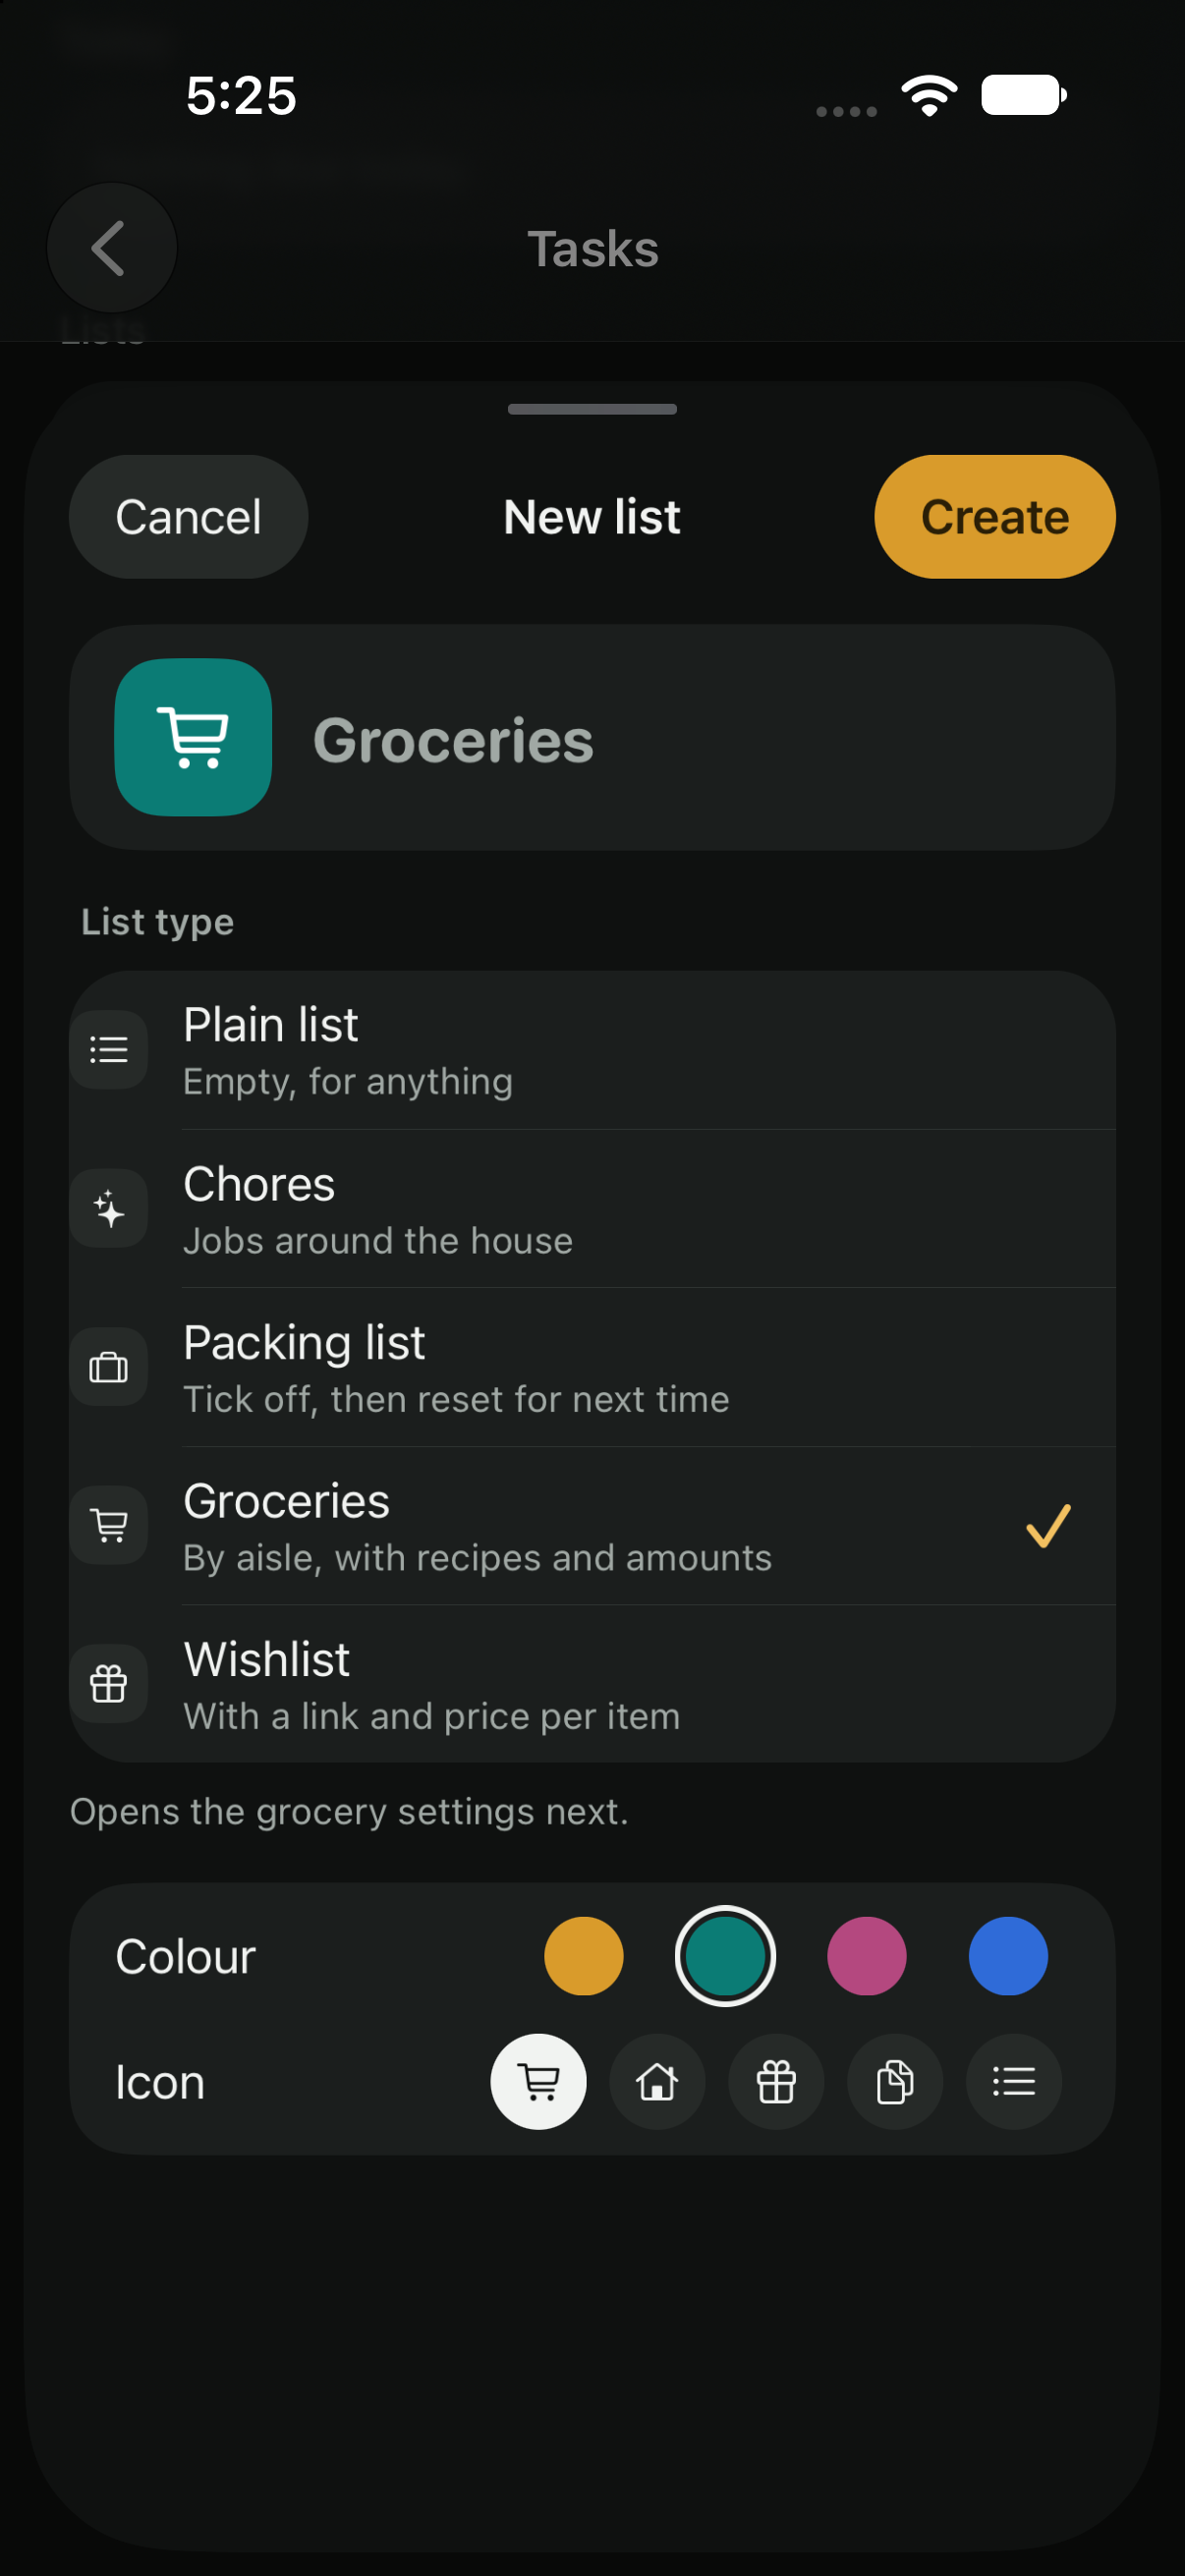 5:25
Tasks
Lists
Cancel
New list
Create
Groceries
List type
Plain list
Empty, for anything
Chores
Jobs around the house
Packing list
Tick off, then reset for next time
Groceries
By aisle, with recipes and amounts
Wishlist
With a link and price per item
Opens the grocery settings next.
Colour
Icon